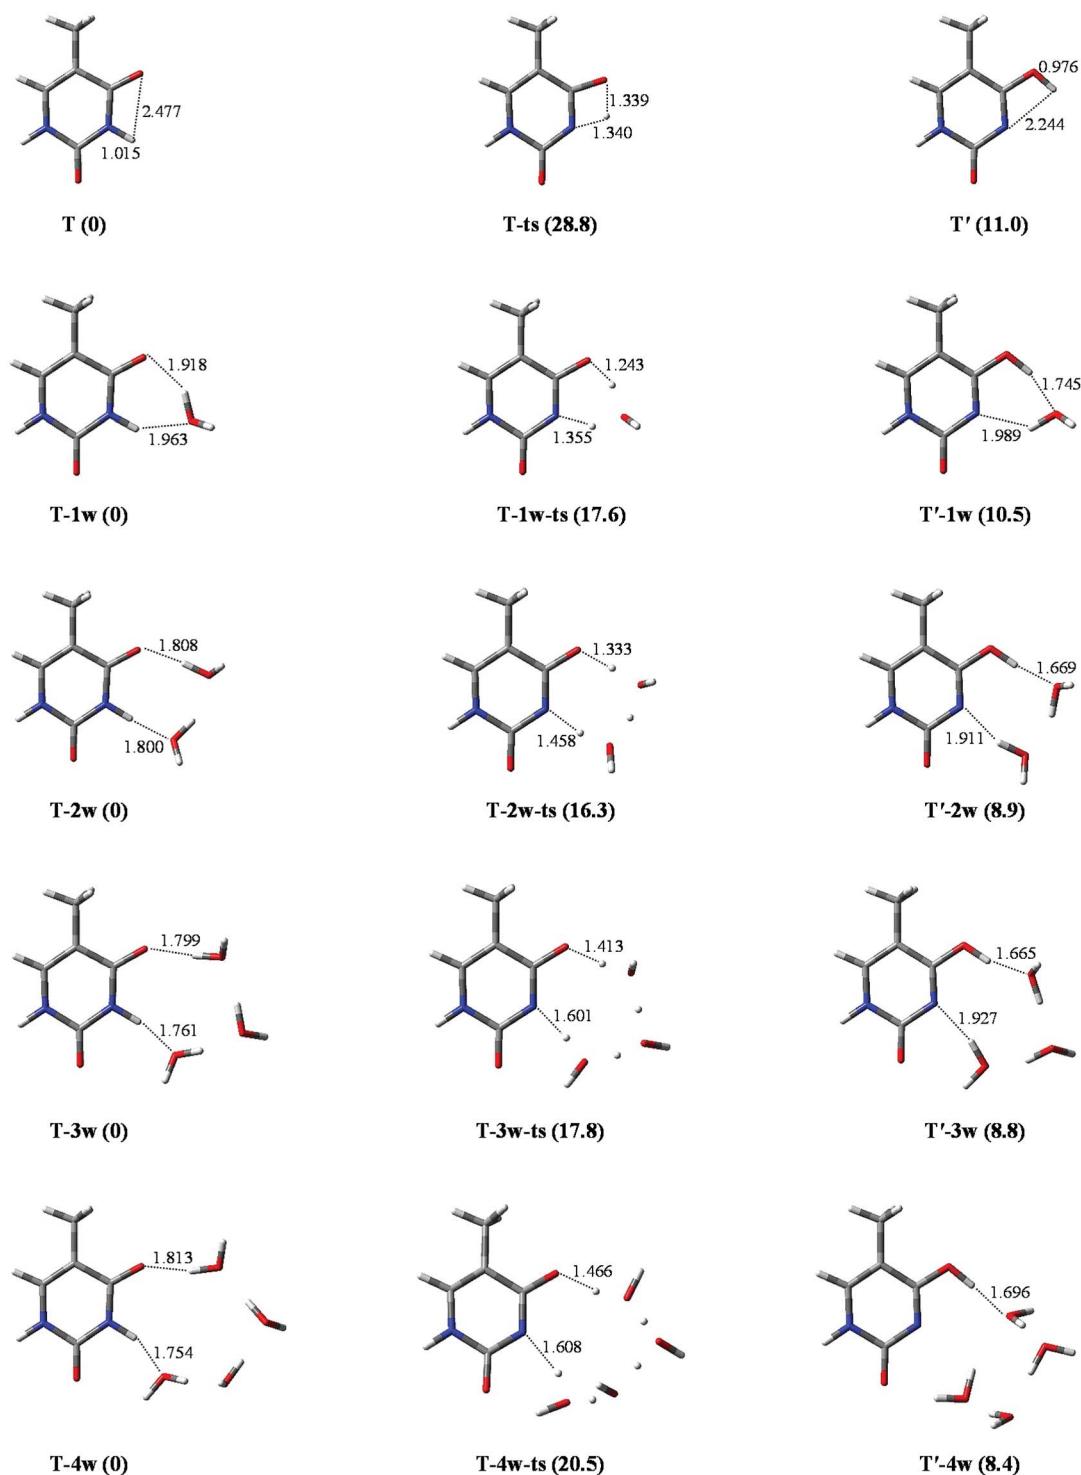 0.976
2.477
1.339
1.340
2.244
1.015
T (0)
T-ts (28.8)
T′ (11.0)
1.918
1.243
1.745
1.963
1.355
1.989
T-1w (0)
T-1w-ts (17.6)
T′-1w (10.5)
1.808
1.333
1.669
1.800
1.458
1.911
T-2w (0)
T-2w-ts (16.3)
T′-2w (8.9)
1.799
1.413
1.665
1.761
1.601
1.927
T-3w (0)
T-3w-ts (17.8)
T′-3w (8.8)
1.813
1.466
1.696
1.754
1.608
T-4w (0)
T-4w-ts (20.5)
T′-4w (8.4)